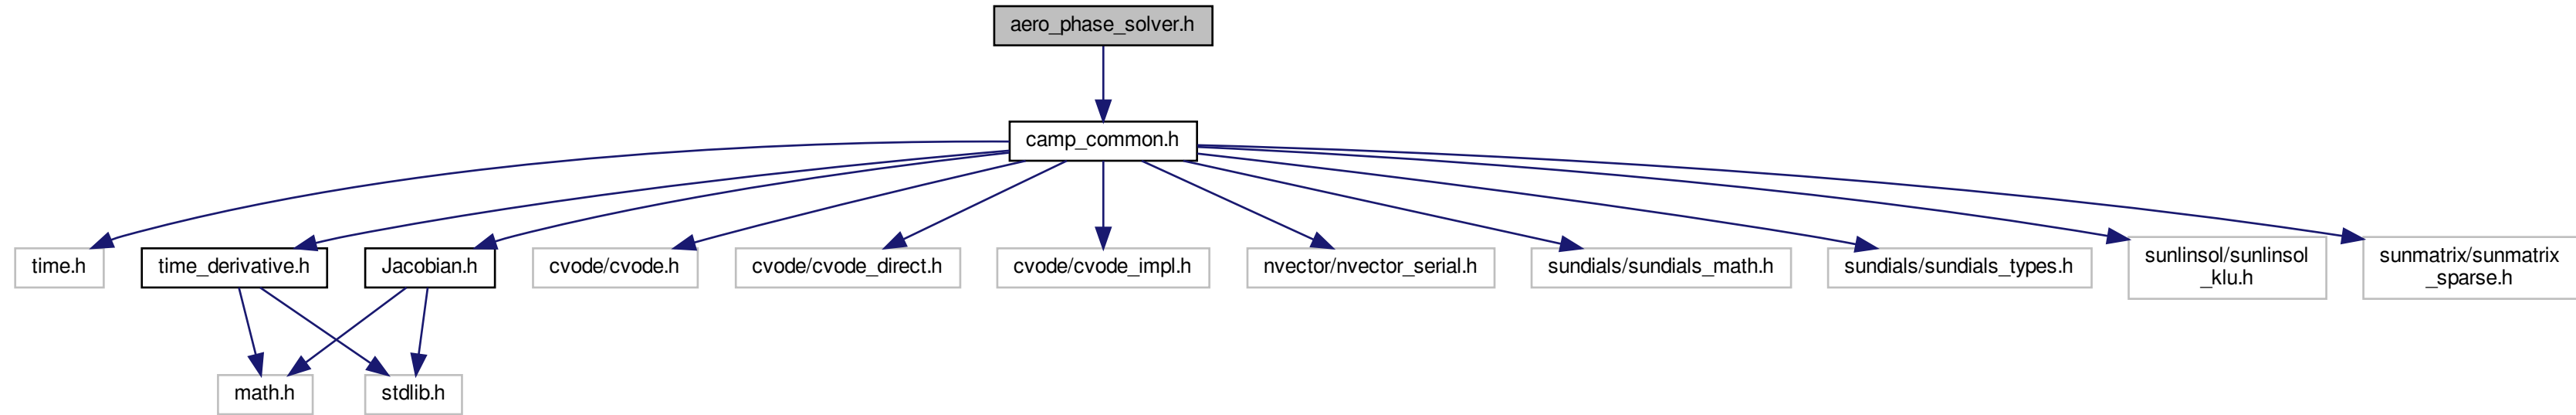 aero_phase_solver.h
camp_common.h
time.h
time_derivative.h
Jacobian.h
cvode/cvode.h
cvode/cvode_direct.h
cvode/cvode_impl.h
nvector/nvector_serial.h
sundials/sundials_math.h
sundials/sundials_types.h
sunlinsol/sunlinsol
_klu.h
sunmatrix/sunmatrix
_sparse.h
math.h
stdlib.h